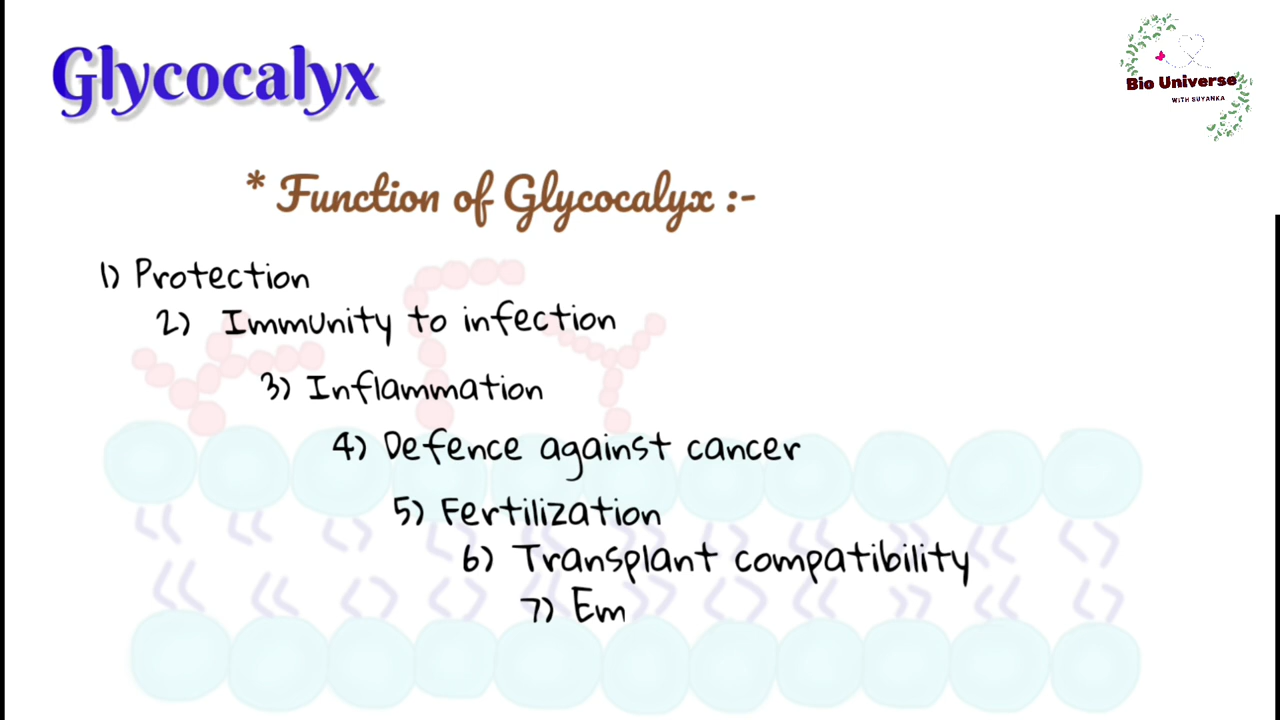 Glycocalyx
Bio Universe
WITH SUYANKA
* Function of Glycocalyx :-
1) Protection
2) Immunity to infection
3) Inflammation
4) Defence against cancer
5) Fertilization
6) Transplant compatibility
7) Em